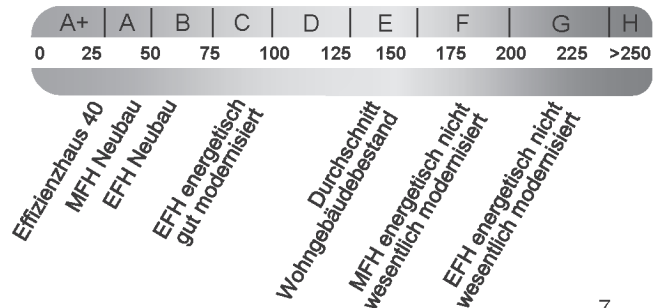 A+ A B C D E F G H
0 25 50 75 100 125 150 175 200 225 >250
Effizienzhaus 40
MFH Neubau
EFH Neubau
EFH energetisch
gut modernisiert
Durchschnitt
Wohngebäudebestand
MFH energetisch nicht
wesentlich modernisiert
EFH energetisch nicht
wesentlich modernisiert
7